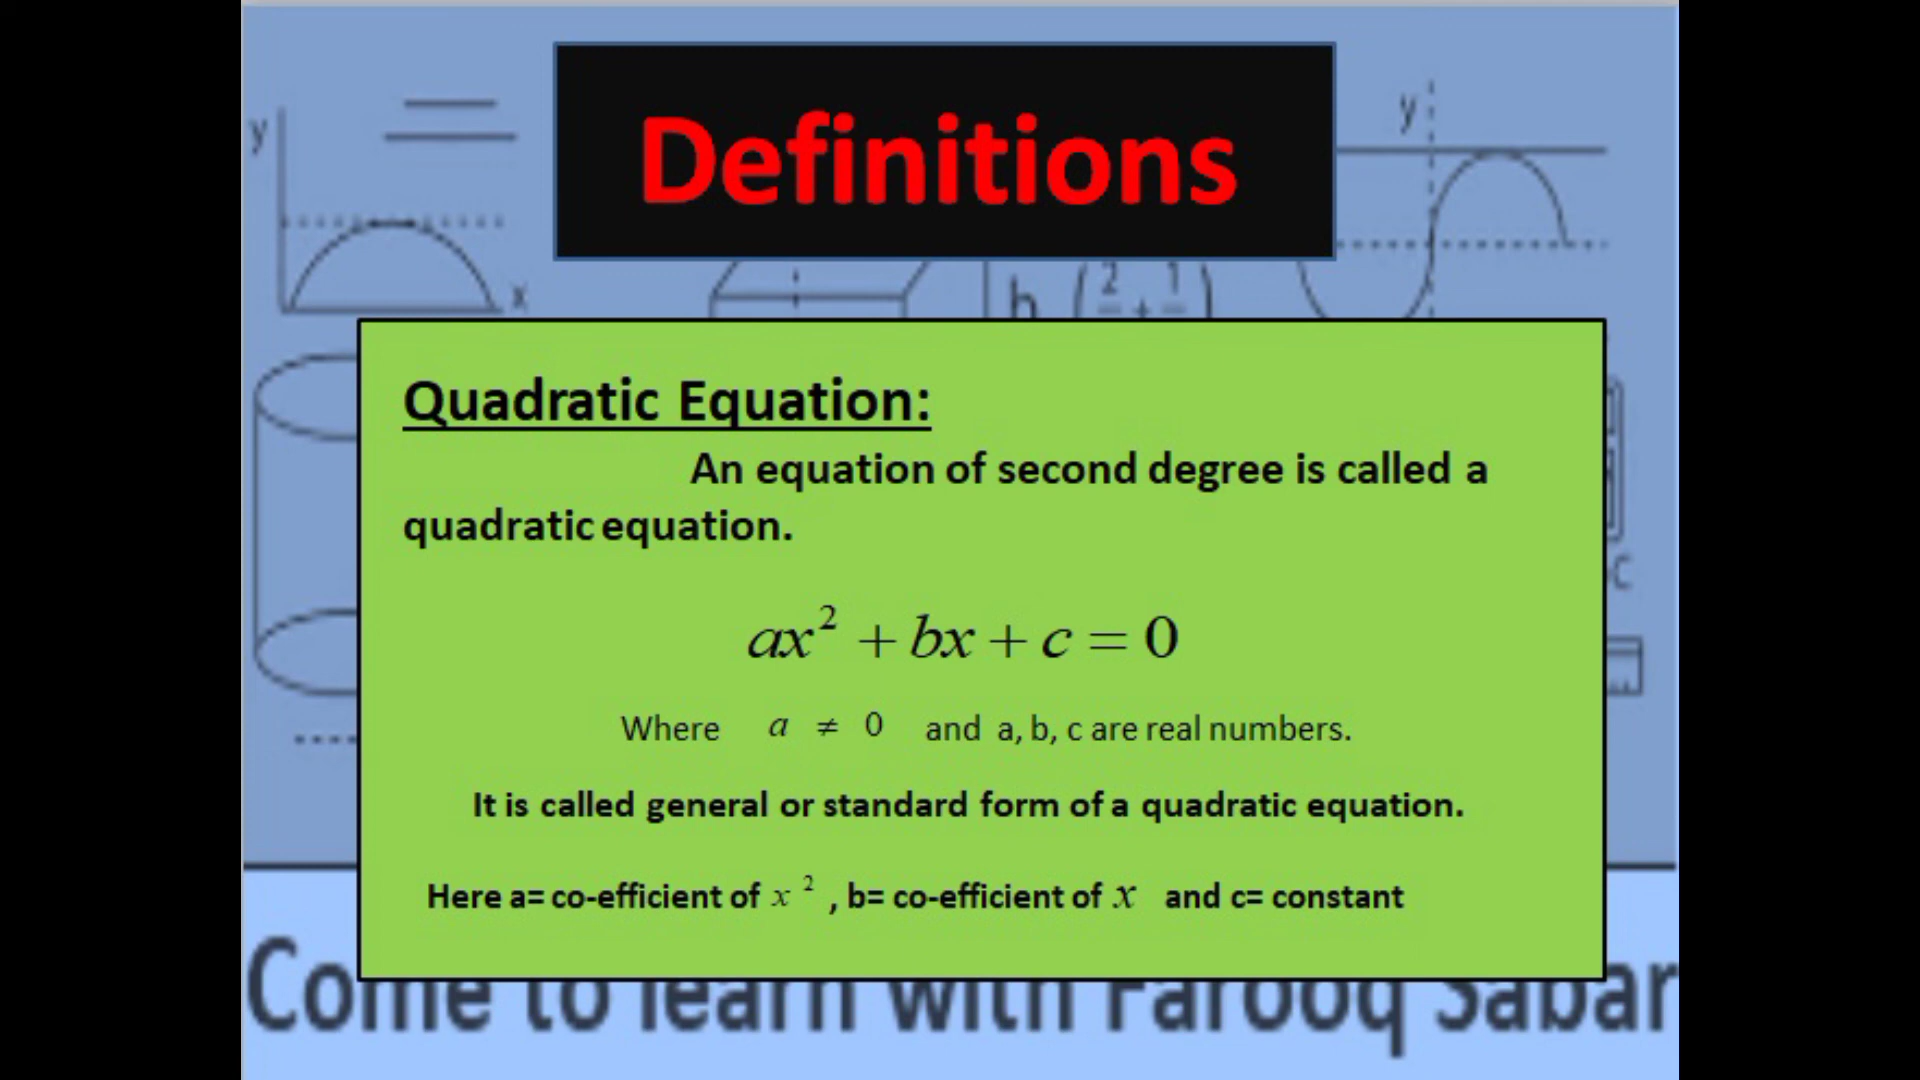 Definitions
y
y
x
h (2 + 1)
Quadratic Equation:
An equation of second degree is called a
quadratic equation.
c
ax² + bx + c = 0
Where a ≠ 0 and a, b, c are real numbers.
It is called general or standard form of a quadratic equation.
Here a= co-efficient of x ² , b= co-efficient of x and c= constant
Come to learn with Farooq Sabar